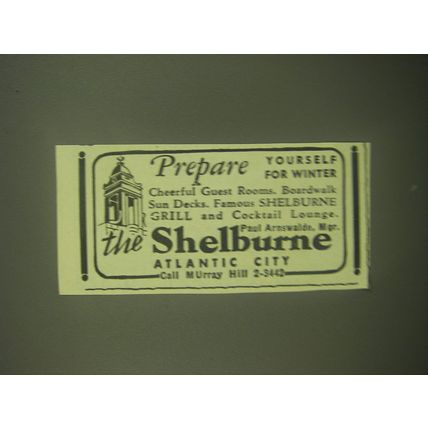 Prepare YOURSELF FOR WINTER
Cheerful Guest Rooms. Boardwalk
Sun Decks. Famous SHELBURNE
GRILL and Cocktail Lounge.
Paul Arnswalde, Mgr.
the Shelburne
ATLANTIC CITY
Call MUrray Hill 2-8442